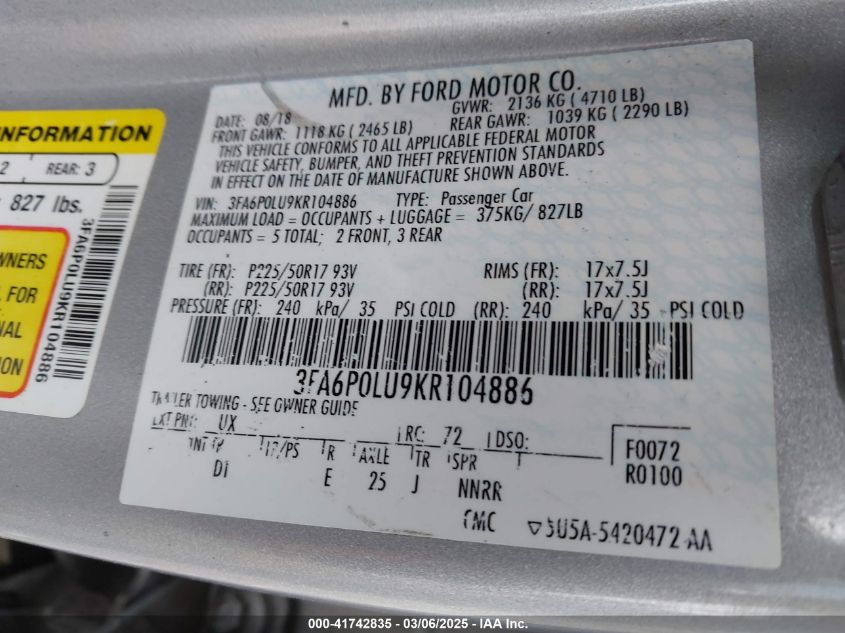 MFD. BY FORD MOTOR CO.
DATE: 08/18 GVWR: 2136 KG ( 4710 LB)
FRONT GAWR: 1118 KG ( 2465 LB) REAR GAWR: 1039 KG ( 2290 LB)
THIS VEHICLE CONFORMS TO ALL APPLICABLE FEDERAL MOTOR
VEHICLE SAFETY, BUMPER, AND THEFT PREVENTION STANDARDS
IN EFFECT ON THE DATE OF MANUFACTURE SHOWN ABOVE.
VIN: 3FA6P0LU9KR104886 TYPE: Passenger Car
MAXIMUM LOAD = OCCUPANTS + LUGGAGE = 375KG/ 827LB
OCCUPANTS = 5 TOTAL; 2 FRONT, 3 REAR
TIRE (FR): P225/50R17 93V RIMS (FR): 17x7.5J
(RR): P225/50R17 93V (RR): 17x7.5J
PRESSURE (FR): 240 kPa/ 35 PSI COLD (RR): 240 kPa/ 35 PSI COLD
3FA6P0LU9KR104886
TRAILER TOWING - SEE OWNER GUIDE
EXT PNT: UX RC: 72 DSO:
TP/PS R AXLE TR SPR
DT E 25 J NNRR
F0072
R0100
5U5A-5420472-AA
INFORMATION
2 REAR: 3
827 lbs.
3FA6P0LU9KR104886
WNERS
L FOR
NAL
ION
000-41742835 - 03/06/2025 - IAA Inc.